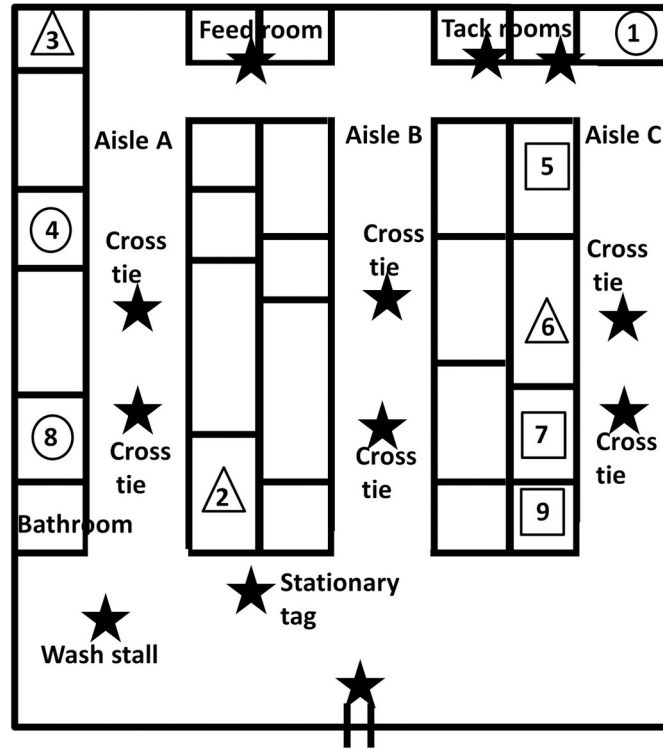 3
Feed room
Tack rooms
1
Aisle A
Aisle B
Aisle C
5
4
Cross
tie
Cross
tie
Cross
tie
6
8
Cross
tie
Cross
tie
Cross
tie
7
2
9
Bathroom
Stationary
tag
Wash stall